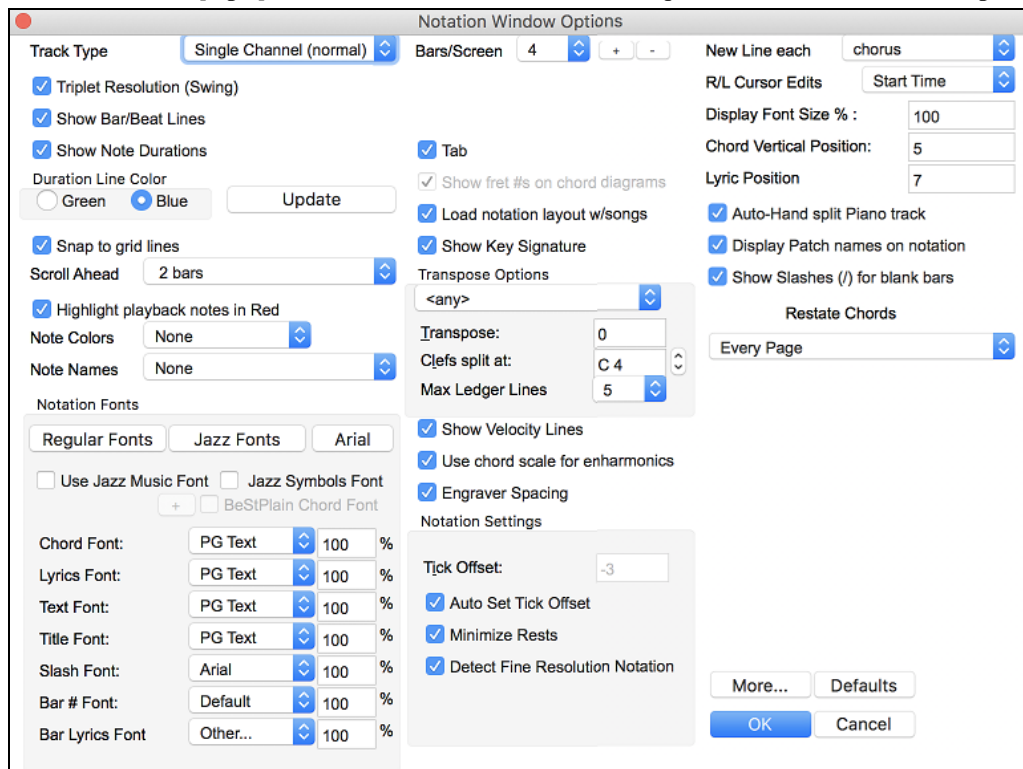 Notation Window Options
Track Type Single Channel (normal)
Triplet Resolution (Swing)
Show Bar/Beat Lines
Show Note Durations
Duration Line Color
Green Blue Update
Snap to grid lines
Scroll Ahead 2 bars
Highlight playback notes in Red
Note Colors None
Note Names None
Notation Fonts
Regular Fonts Jazz Fonts Arial
Use Jazz Music Font Jazz Symbols Font
+ BeStPlain Chord Font
Chord Font: PG Text 100 %
Lyrics Font: PG Text 100 %
Text Font: PG Text 100 %
Title Font: PG Text 100 %
Slash Font: Arial 100 %
Bar # Font: Default 100 %
Bar Lyrics Font Other... 100 %
Bars/Screen 4 + -
Tab
Show fret #s on chord diagrams
Load notation layout w/songs
Show Key Signature
Transpose Options
<any>
Transpose: 0
Clefs split at: C 4
Max Ledger Lines 5
Show Velocity Lines
Use chord scale for enharmonics
Engraver Spacing
Notation Settings
Tick Offset: -3
Auto Set Tick Offset
Minimize Rests
Detect Fine Resolution Notation
New Line each chorus
R/L Cursor Edits Start Time
Display Font Size % : 100
Chord Vertical Position: 5
Lyric Position 7
Auto-Hand split Piano track
Display Patch names on notation
Show Slashes (/) for blank bars
Restate Chords
Every Page
More... Defaults
OK Cancel